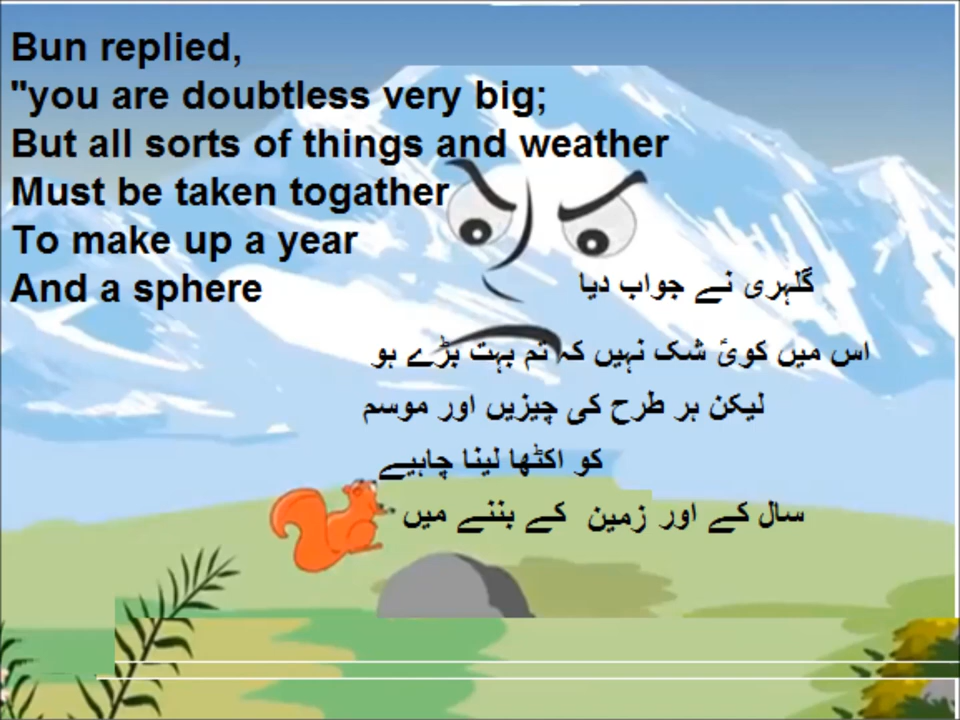 Bun replied,
"you are doubtless very big;
But all sorts of things and weather
Must be taken togather
To make up a year
And a sphere
گلہری نے جواب دیا
اس میں کوئ شک نہیں کہ تم بہت بڑے ہو
لیکن ہر طرح کی چیزیں اور موسم
کو اکٹھا لینا چاہیے
سال کے اور زمین کے بننے میں